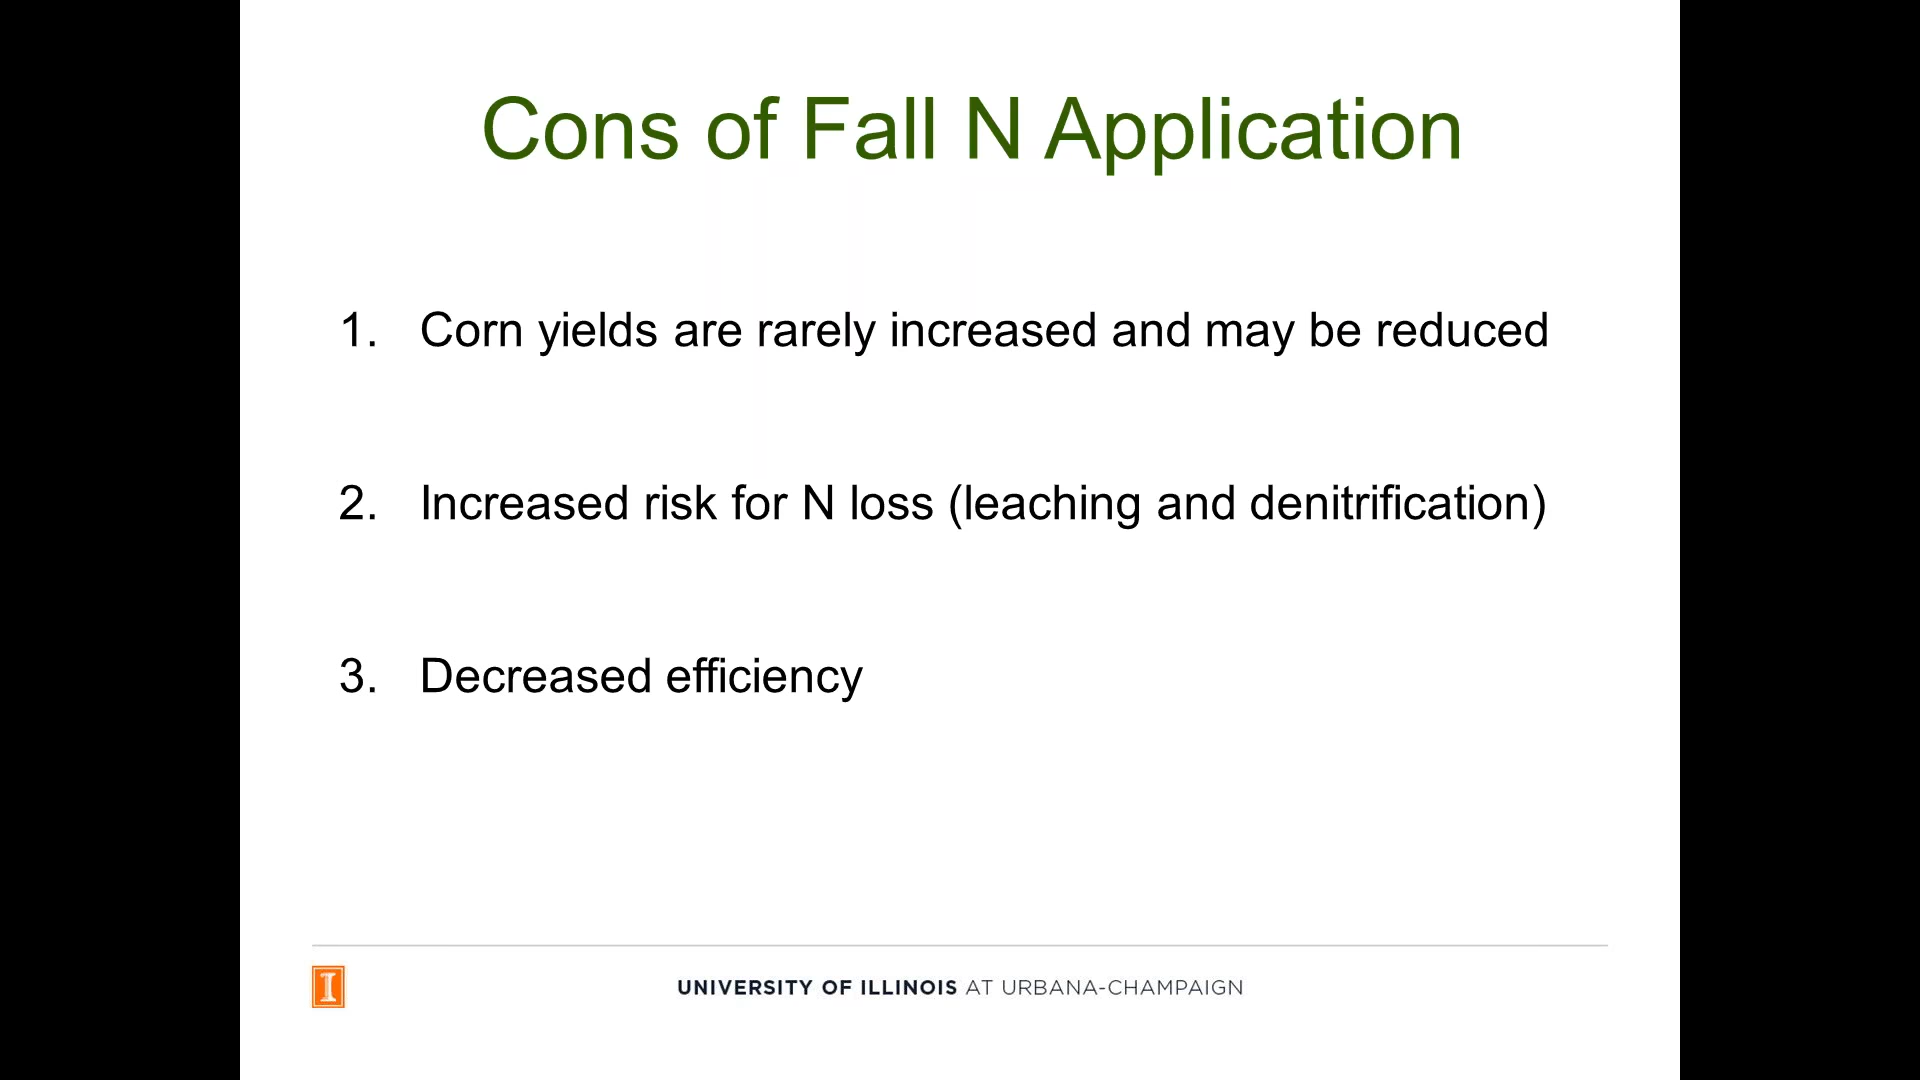 Cons of Fall N Application
1. Corn yields are rarely increased and may be reduced
2. Increased risk for N loss (leaching and denitrification)
3. Decreased efficiency
I
UNIVERSITY OF ILLINOIS AT URBANA-CHAMPAIGN